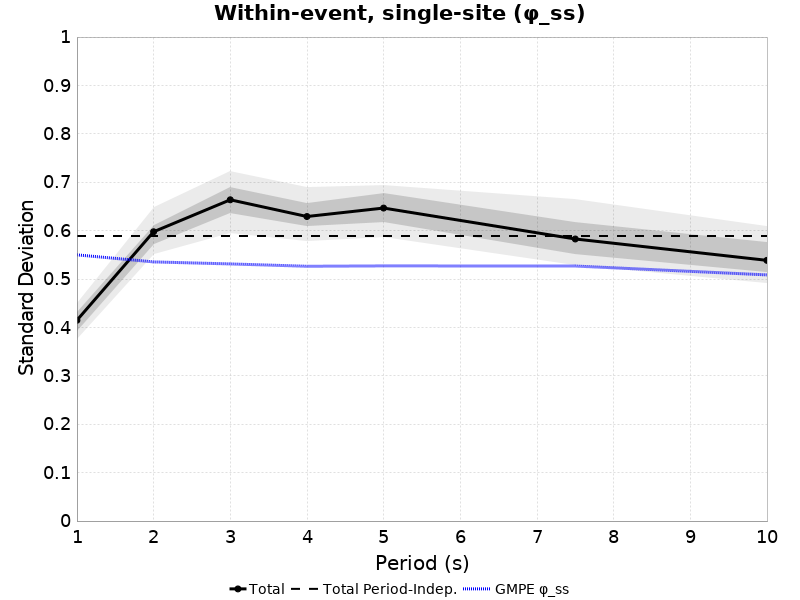 Within-event, single-site (φ_ss)
Standard Deviation
1
0.9
0.8
0.7
0.6
0.5
0.4
0.3
0.2
0.1
0
1 2 3 4 5 6 7 8 9 10
Period (s)
Total Total Period-Indep. GMPE φ_ss